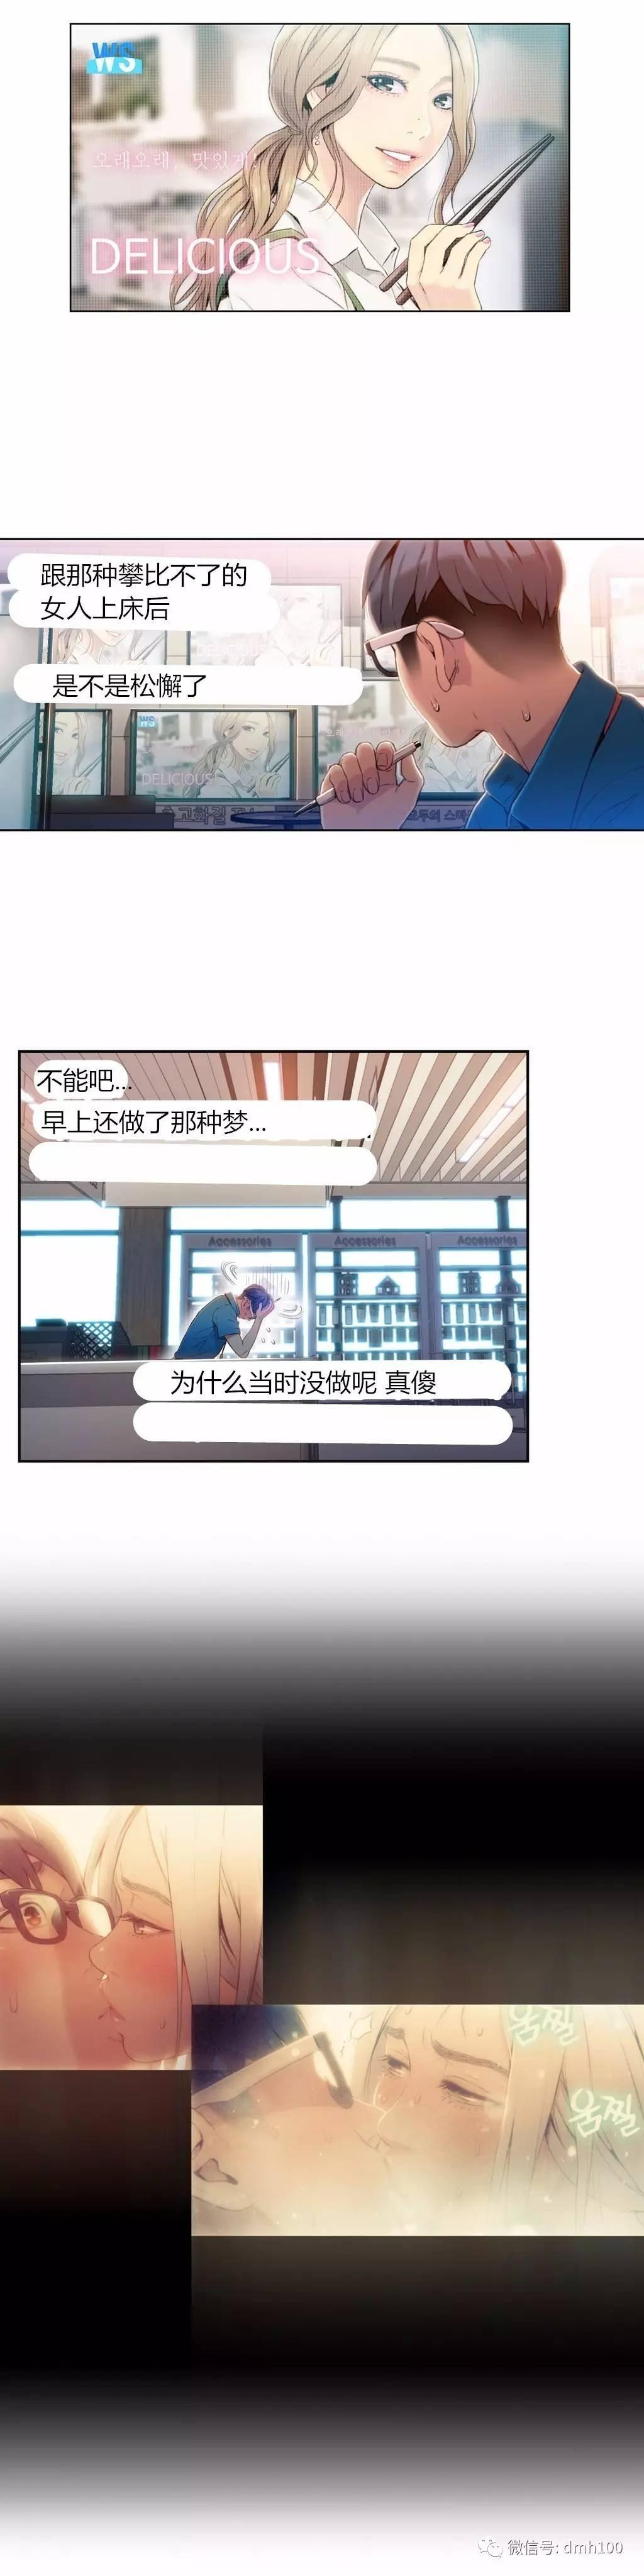 WS
오래오래, 맛있게!
DELICIOUS
跟那种攀比不了的
女人上床后
是不是松懈了
DELICIOUS
WS
DELICIOUS
不能吧...
早上还做了那种梦...
Accessories
Accessories
Accessories
为什么当时没做呢 真傻
움찔
움찔
微信号: dmh100